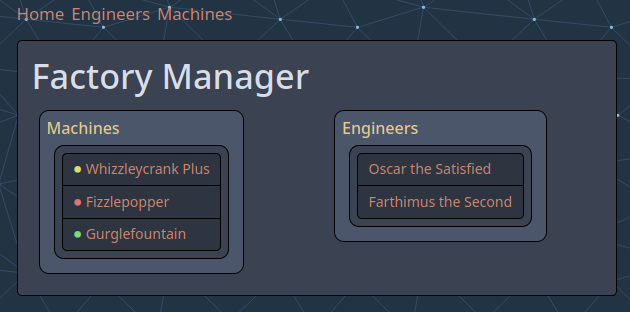 Home Engineers Machines
Factory Manager
Machines
Whizzleycrank Plus
Fizzlepopper
Gurglefountain
Engineers
Oscar the Satisfied
Farthimus the Second